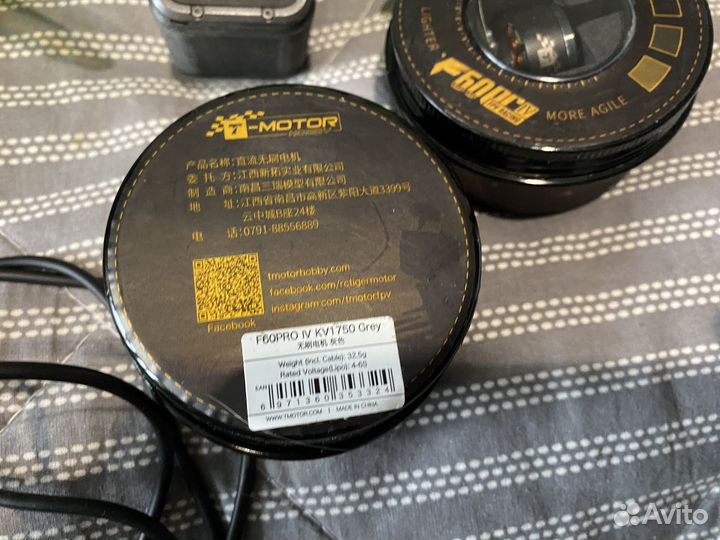 T-MOTOR
HOBBY
产品名称:直流无刷电机
委托方:江西新拓实业有限公司
制造商:南昌三瑞模型有限公司
地址:江西省南昌市高新区紫阳大道3399号
云中城B座24楼
电话:0791-88556889
tmotorhobby.com
facebook.com/rctigermotor
instagram.com/tmotorfpv
Facebook
F60PRO IV KV1750 Grey
无刷电机 灰色
Weight (incl. Cable): 32.5g
Rated Voltage(Lipo): 4-6S
EAN
6 971360 353324
WWW.TMOTOR.COM | MADE IN CHINA
LIGHTER
F60PRO IV
MORE AGILE
Avito